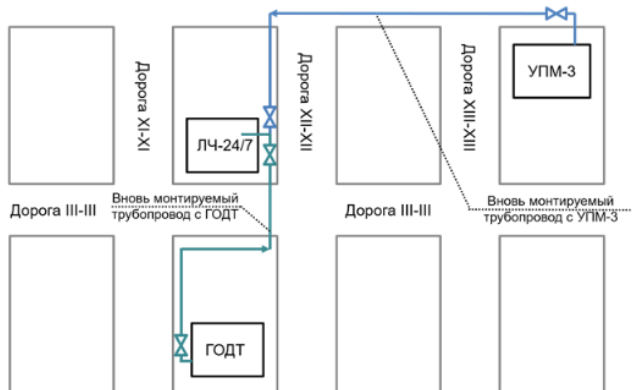 УПМ-3
Дорога XI-XI
Дорога XII-XII
Дорога XIII-XIII
ЛЧ-24/7
Дорога III-III
Вновь монтируемый
трубопровод с ГОДТ
Дорога III-III
Вновь монтируемый
трубопровод с УПМ-3
ГОДТ